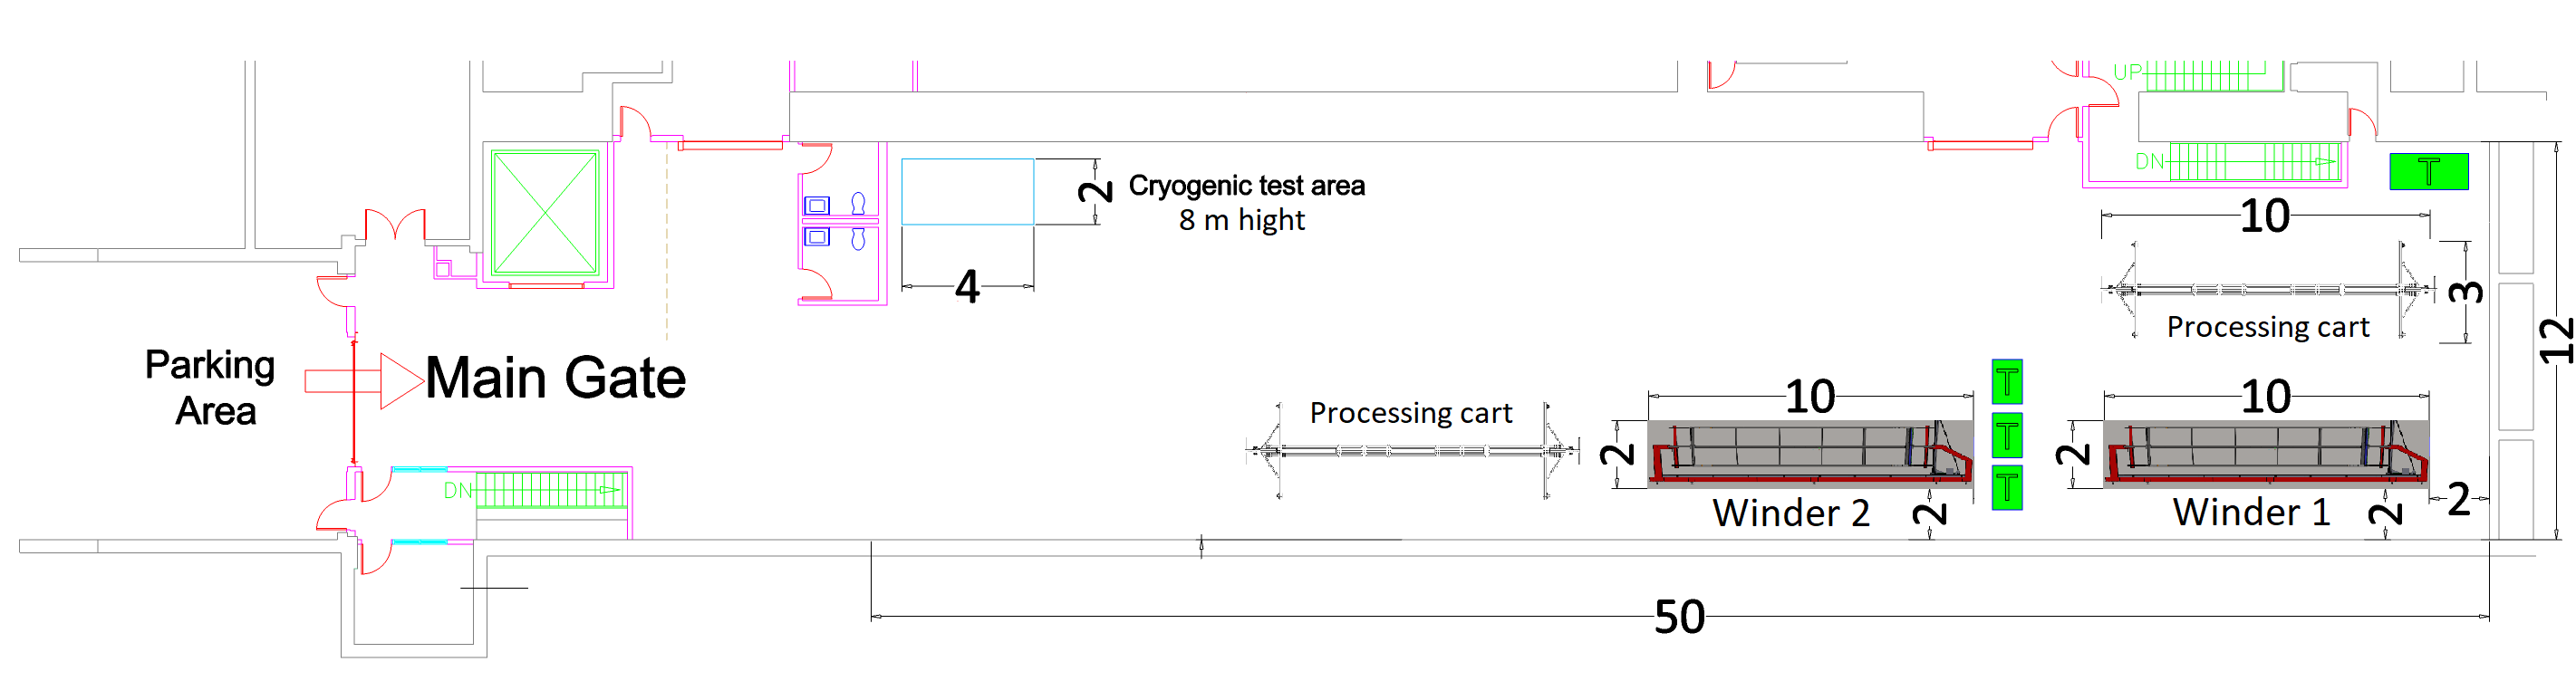 UP
DN
T
2
Cryogenic test area
8 m hight
4
10
3
Processing cart
12
Parking
Area
Main Gate
Processing cart
10
2
Winder 2
2
T
T
T
10
2
Winder 1
2
2
DN
50